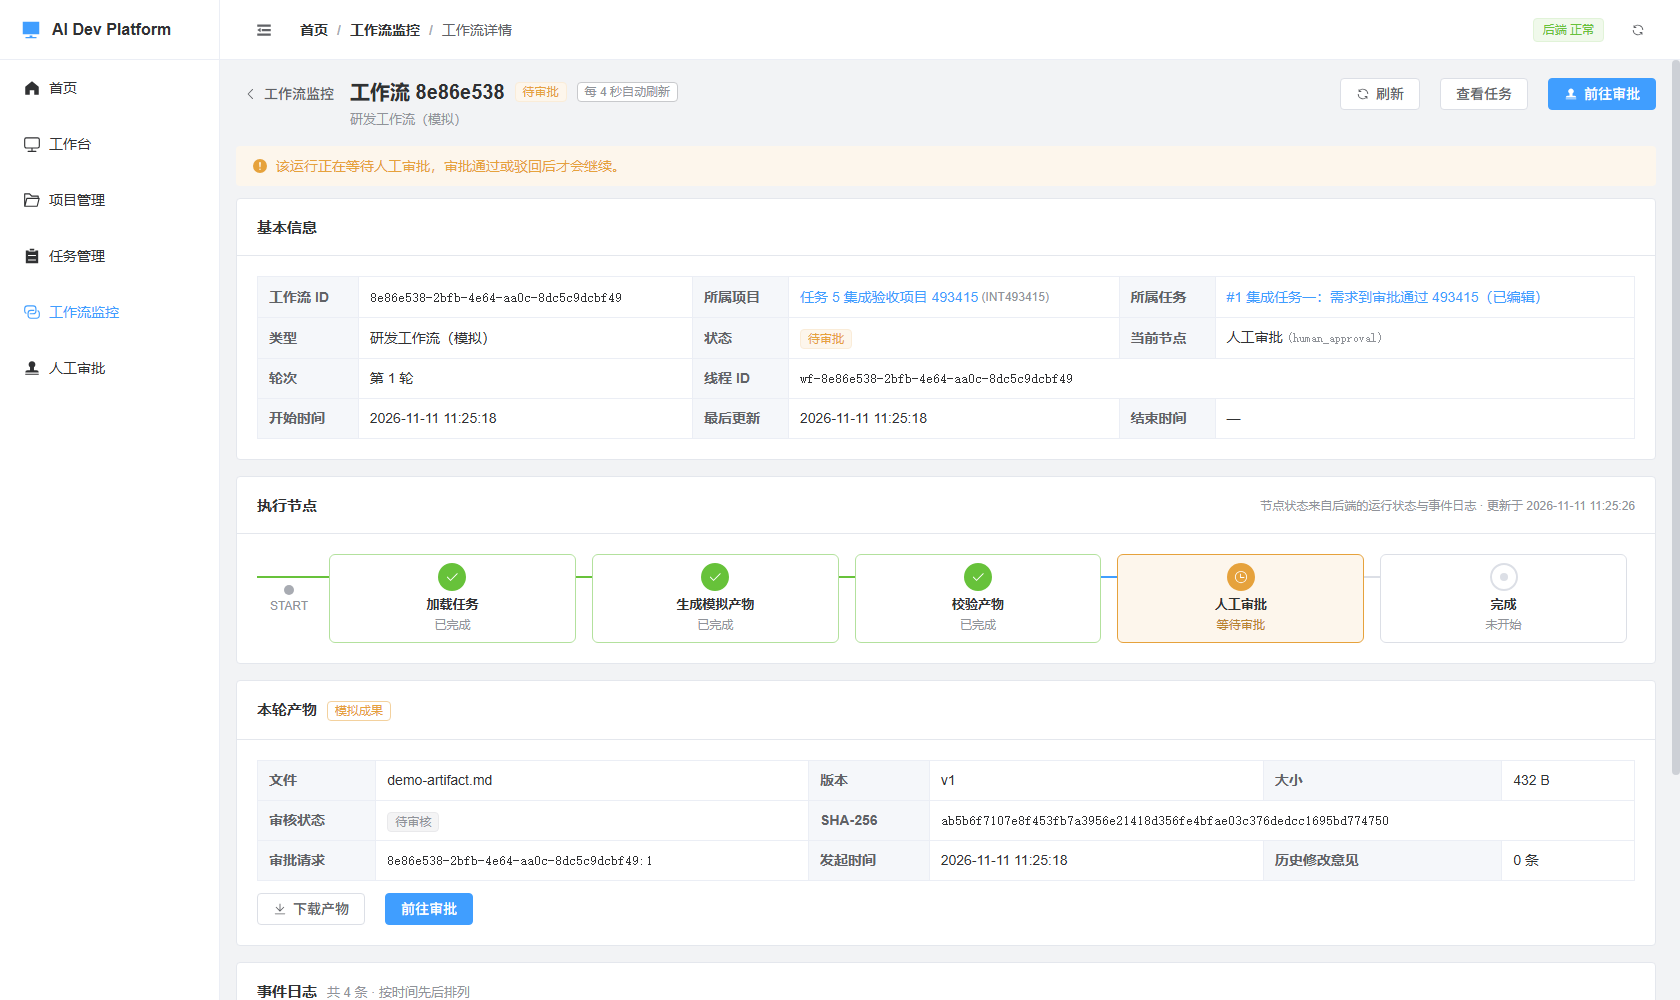 AI Dev Platform
首页 / 工作流监控 / 工作流详情
后端 正常
首页
工作台
项目管理
任务管理
工作流监控
人工审批
工作流监控
工作流 8e86e538
待审批
每 4 秒自动刷新
研发工作流（模拟）
刷新
查看任务
前往审批
该运行正在等待人工审批，审批通过或驳回后才会继续。
基本信息
工作流 ID 8e86e538-2bfb-4e64-aa0c-8dc5c9dcbf49 所属项目 任务 5 集成验收项目 493415 (INT493415) 所属任务 #1 集成任务一：需求到审批通过 493415（已编辑）
类型 研发工作流（模拟） 状态 待审批 当前节点 人工审批 (human_approval)
轮次 第 1 轮 线程 ID wf-8e86e538-2bfb-4e64-aa0c-8dc5c9dcbf49
开始时间 2026-11-11 11:25:18 最后更新 2026-11-11 11:25:18 结束时间 —
执行节点
节点状态来自后端的运行状态与事件日志 · 更新于 2026-11-11 11:25:26
START
加载任务
已完成
生成模拟产物
已完成
校验产物
已完成
人工审批
等待审批
完成
未开始
本轮产物 模拟成果
文件 demo-artifact.md 版本 v1 大小 432 B
审核状态 待审核 SHA-256 ab5b6f7107e8f453fb7a3956e21418d356fe4bfae03c376dedcc1695bd774750
审批请求 8e86e538-2bfb-4e64-aa0c-8dc5c9dcbf49:1 发起时间 2026-11-11 11:25:18 历史修改意见 0 条
下载产物
前往审批
事件日志 共 4 条 · 按时间先后排列